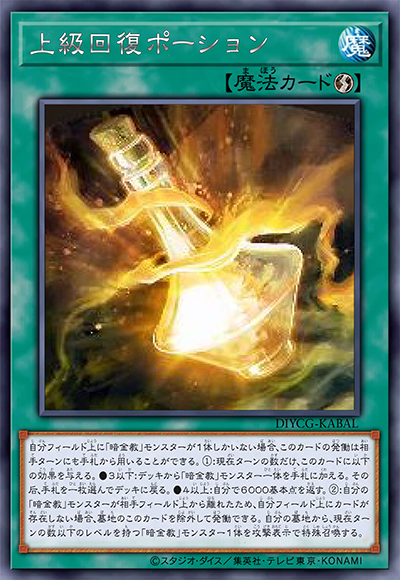 上級回復ポーション
魔
【魔法カード】
DIYCG-KABAL
自分フィールド上に「暗金教」モンスターが1体しかいない場合、このカードの発動は相
手ターンにも手札から用いることができる。①:現在ターンの数だけ、このカードに以下
の効果を与える。●3以下:デッキから「暗金教」モンスター一体を手札に加える。その
后、手札を一枚選んでデッキに戻る。●4以上:自分で6000基本点を返す。②:自分の
「暗金教」モンスターが相手フィールド上から離れたため、自分フィールド上にカードが
存在しない場合、墓地のこのカードを除外して発動できる。自分の墓地から、現在ター
ンの数以下のレベルを持つ「暗金教」モンスター1体を攻撃表示で特殊召喚する。
©スタジオ・ダイス/集英社・テレビ東京・KONAMI